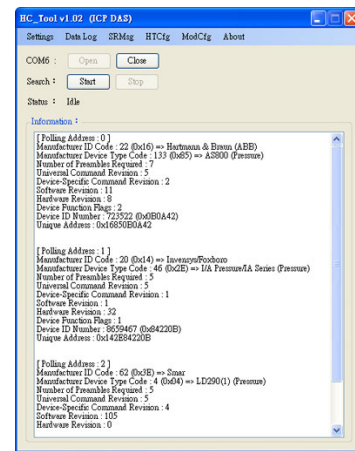 HC_Tool v1.02 (ICP DAS)
Settings Data Log SRMsg HTCfg ModCfg About
COM6 : Open Close
Search : Start Stop
Status : Idle
Information :
[ Polling Address : 0 ]
Manufacturer ID Code : 22 (0x16) => Hartmann & Braun (ABB)
Manufacturer Device Type Code : 133 (0x85) => AS800 (Pressure)
Number of Preambles Required : 7
Universal Command Revision : 5
Device-Specific Command Revision : 2
Software Revision : 11
Hardware Revision : 8
Device Function Flags : 2
Device ID Number : 723522 (0x0B0A42)
Unique Address : 0x16850B0A42
[ Polling Address : 1 ]
Manufacturer ID Code : 20 (0x14) => Invensys/Foxboro
Manufacturer Device Type Code : 46 (0x2E) => I/A Pressure/IA Series (Pressure)
Number of Preambles Required : 5
Universal Command Revision : 5
Device-Specific Command Revision : 1
Software Revision : 1
Hardware Revision : 32
Device Function Flags : 1
Device ID Number : 8659467 (0x84220B)
Unique Address : 0x142E84220B
[ Polling Address : 2 ]
Manufacturer ID Code : 62 (0x3E) => Smar
Manufacturer Device Type Code : 4 (0x04) => LD290(1) (Pressure)
Number of Preambles Required : 5
Universal Command Revision : 5
Device-Specific Command Revision : 4
Software Revision : 105
Hardware Revision : 0